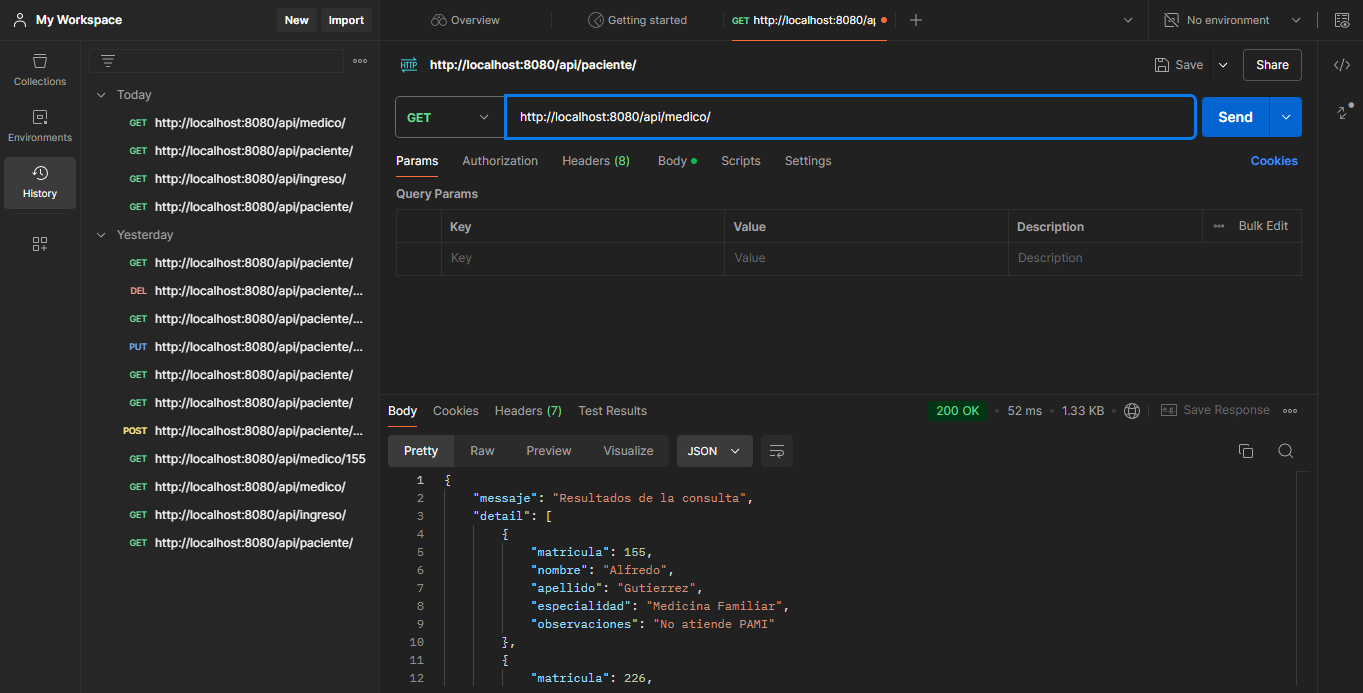 My Workspace New Import Overview Getting started GET http://localhost:8080/ap No environment
Collections
Environments
History
Today
GET http://localhost:8080/api/medico/
GET http://localhost:8080/api/paciente/
GET http://localhost:8080/api/ingreso/
GET http://localhost:8080/api/paciente/
Yesterday
GET http://localhost:8080/api/paciente/
DEL http://localhost:8080/api/paciente/...
GET http://localhost:8080/api/paciente/...
PUT http://localhost:8080/api/paciente/...
GET http://localhost:8080/api/paciente/
GET http://localhost:8080/api/paciente/
POST http://localhost:8080/api/paciente/...
GET http://localhost:8080/api/medico/155
GET http://localhost:8080/api/medico/
GET http://localhost:8080/api/ingreso/
GET http://localhost:8080/api/paciente/
HTTP http://localhost:8080/api/paciente/ Save Share
GET http://localhost:8080/api/medico/ Send
Params Authorization Headers (8) Body Scripts Settings Cookies
Query Params
Key Value Description Bulk Edit
Key Value Description
Body Cookies Headers (7) Test Results 200 OK 52 ms 1.33 KB e.g. Save Response
Pretty Raw Preview Visualize JSON
1 {
2 "messaje": "Resultados de la consulta",
3 "detail": [
4 {
5 "matricula": 155,
6 "nombre": "Alfredo",
7 "apellido": "Gutierrez",
8 "especialidad": "Medicina Familiar",
9 "observaciones": "No atiende PAMI"
10 },
11 {
12 "matricula": 226,